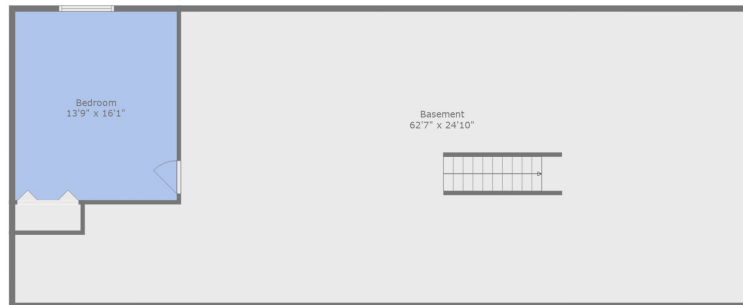 Bedroom
13'9" x 16'1"
Basement
62'7" x 24'10"